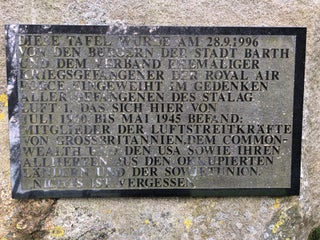 DIESE TAFEL WURDE AM 28.9.1996
VON DEN BÜRGERN DER STADT BARTH
UND DEM VERBAND EHEMALIGER
KRIEGSGEFANGENER DER ROYAL AIR
FORCE EINGEWEIHT IM GEDENKEN
ALLER GEFANGENEN DES STALAG
DAS SICH HIER VON
JULI 1940 BIS MAI 1945 BEFAND:
MITGLIEDER DER LUFTSTREITKRÄFTE
VON GROSSBRITANNIEN, DEM COMMON-
WEALTH UND DEN USA SOWIE IHREN
ALLIIERTEN AUS DEN OKKUPIERTEN
LÄNDERN UND DER SOWJETUNION.
NICHTS IST VERGESSEN